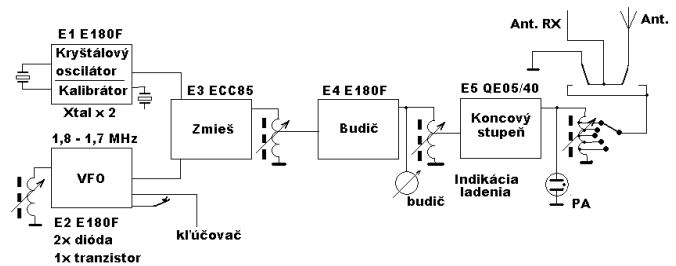 E1 E180F
Kryštálový
oscilátor
Kalibrátor
Xtal x 2
1,8 - 1,7 MHz
VFO
E2 E180F
2x dióda
1x tranzistor
kľúčovač
E3 ECC85
Zmieš
E4 E180F
Budič
budič
E5 QE05/40
Koncový
stupeň
Indikácia
ladenia
PA
Ant. RX
Ant.